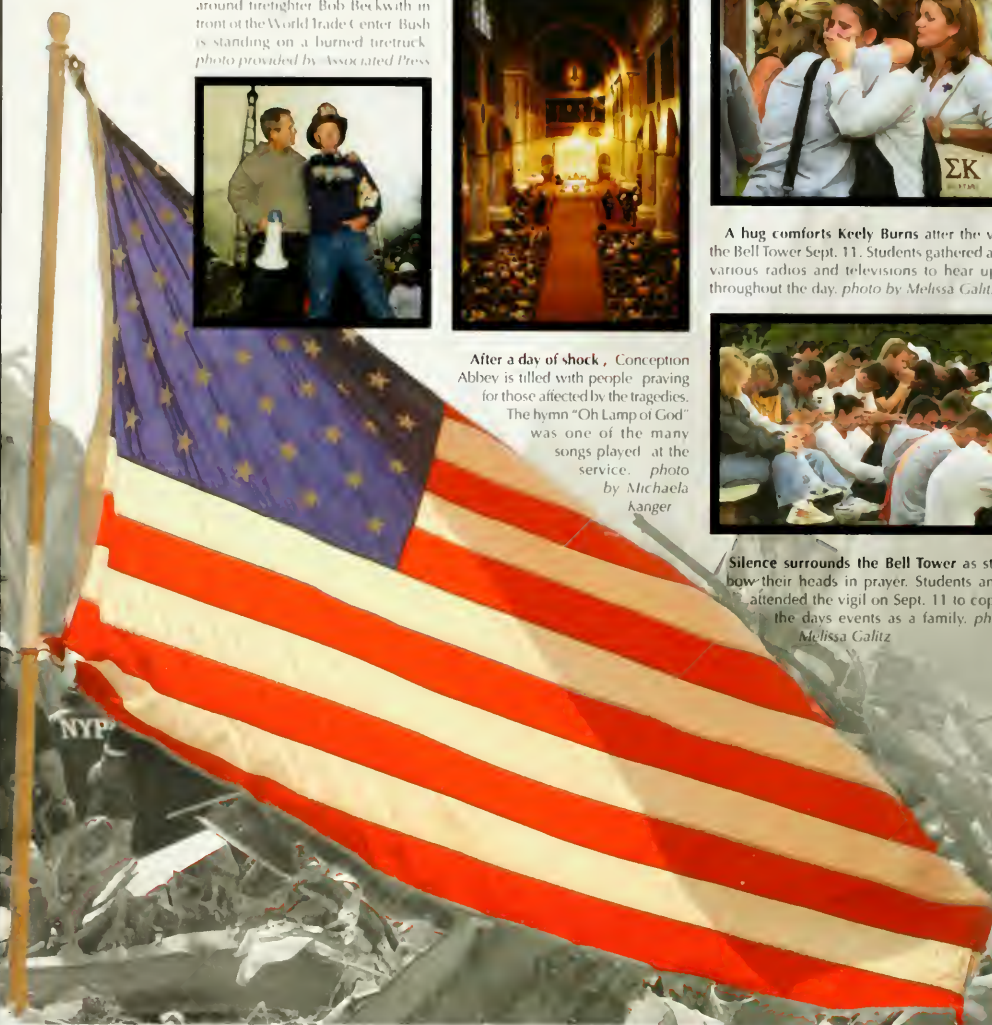 around firefighter Bob Beckwith in
front of the World Trade Center. Bush
is standing on a burned firetruck.
photo provided by Associated Press
ΣK
A hug comforts Keely Burns after the v
the Bell Tower Sept. 11. Students gathered a
various radios and televisions to hear up
throughout the day. photo by Melissa Galitz
After a day of shock, Conception
Abbey is filled with people praying
for those affected by the tragedies.
The hymn "Oh Lamp of God"
was one of the many
songs played at the
service. photo
by Michaela
Kanger
Silence surrounds the Bell Tower as st
bow their heads in prayer. Students an
attended the vigil on Sept. 11 to cop
the days events as a family. ph
Melissa Galitz
NYP